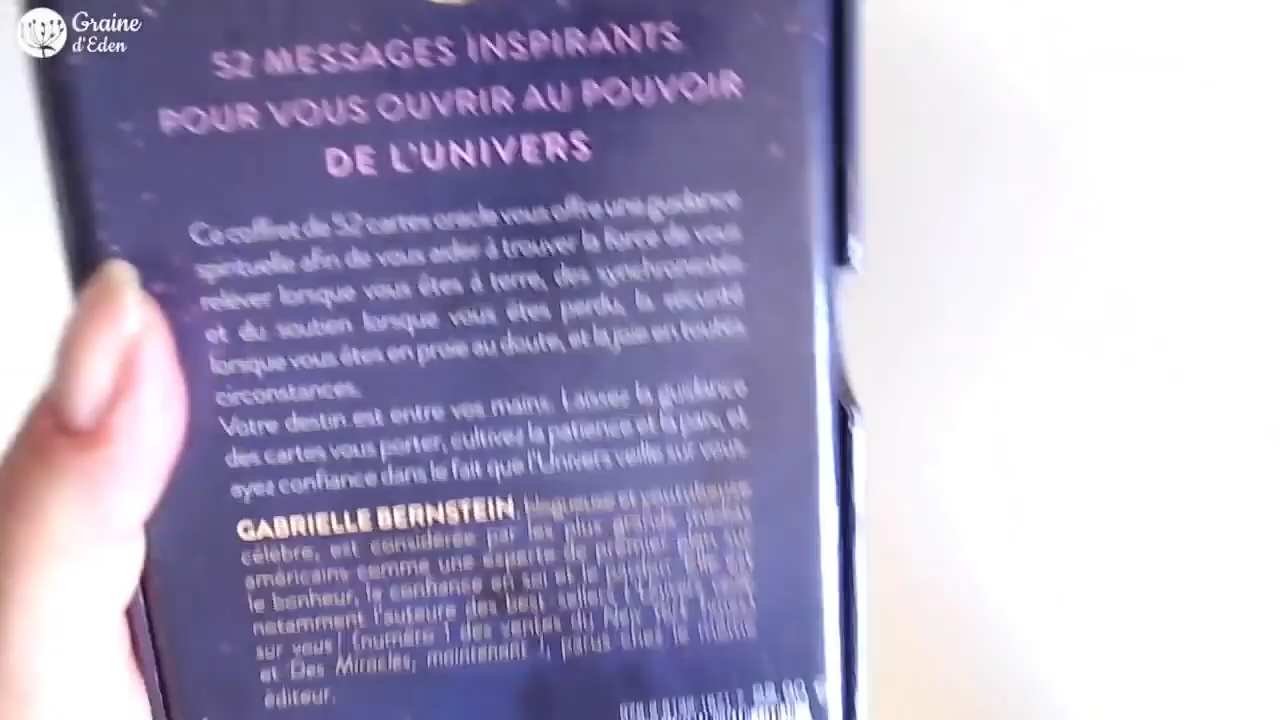 Graine
d'Eden
52 MESSAGES INSPIRANTS
POUR VOUS OUVRIR AU POUVOIR
DE L'UNIVERS
Ce coffret de 52 cartes oracle vous offre une guidance
spirituelle afin de vous aider à trouver la force de vous
relever lorsque vous êtes à terre, des synchronicités
et du soutien lorsque vous êtes perdu, la sécurité
lorsque vous êtes en proie au doute, et la joie en toutes
circonstances.
Votre destin est entre vos mains. Laissez la guidance
des cartes vous porter, cultivez la patience et la paix, et
ayez confiance dans le fait que l'Univers veille sur vous.
GABRIELLE BERNSTEIN, blogueuse et youtubeuse
célèbre, est considérée par les plus grands médias
américains comme une experte de premier plan sur
le bonheur, la confiance en soi et le
notamment l'auteure des best-sellers L'Univers veille
sur vous (numéro 1 des ventes du New York Times)
et Des Miracles, maintenant !, parus chez le même
éditeur.